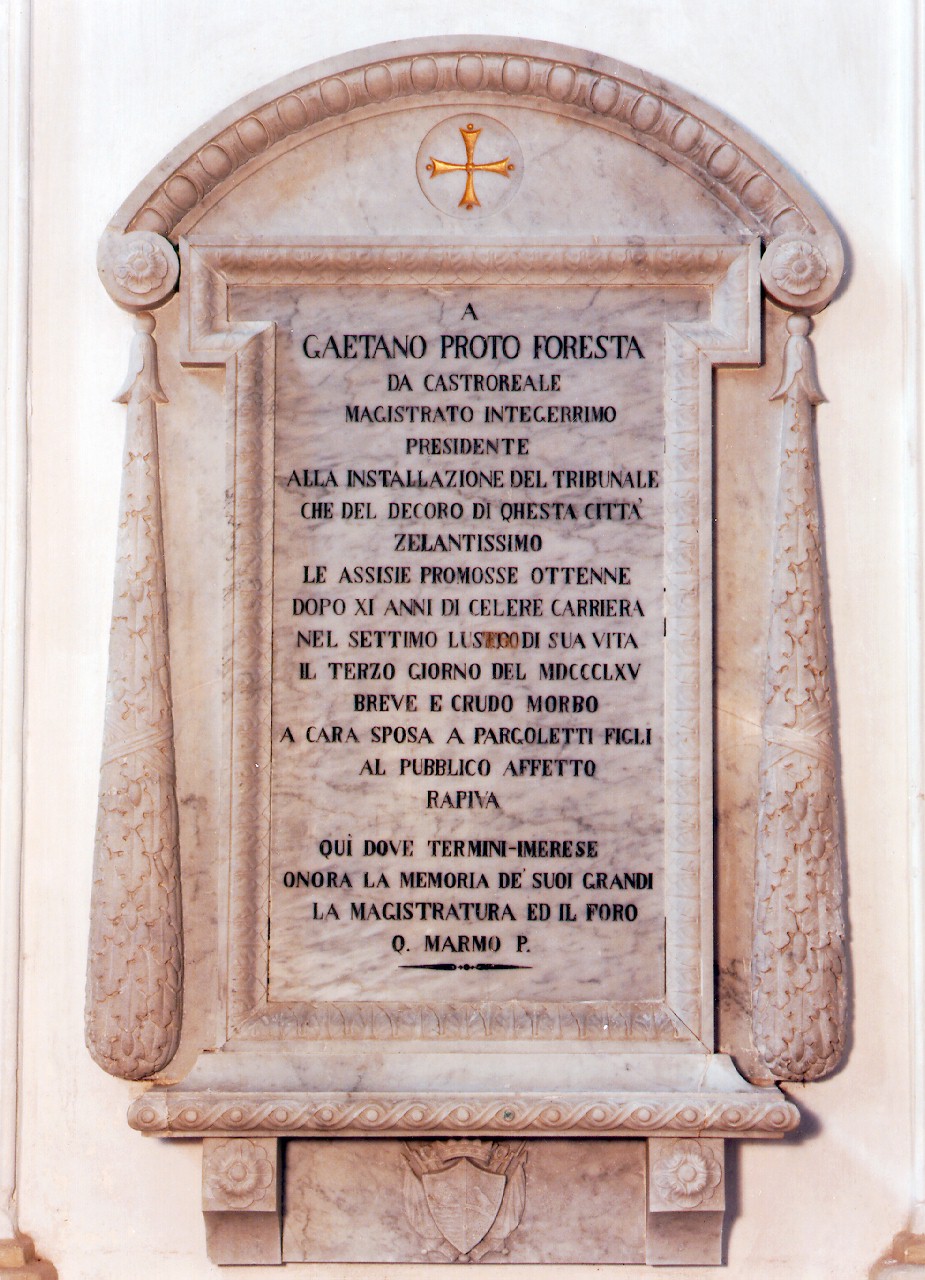 A
GAETANO PROTO FORESTA
DA CASTROREALE
MAGISTRATO INTEGERRIMO
PRESIDENTE
ALLA INSTALLAZIONE DEL TRIBUNALE
CHE DEL DECORO DI QHESTA CITTA'
ZELANTISSIMO
LE ASSISIE PROMOSSE OTTENNE
DOPO XI ANNI DI CELERE CARRIERA
NEL SETTIMO DI SUA VITA
IL TERZO GIORNO DEL MDCCCLXV
BREVE E CRUDO MORBO
A CARA SPOSA A PARGOLETTI FIGLI
AL PUBBLICO AFFETTO
RAPIVA
QUÌ DOVE TERMINI-IMERESE
ONORA LA MEMORIA DE' SUOI GRANDI
LA MAGISTRATURA ED IL FORO
Q. MARMO P.